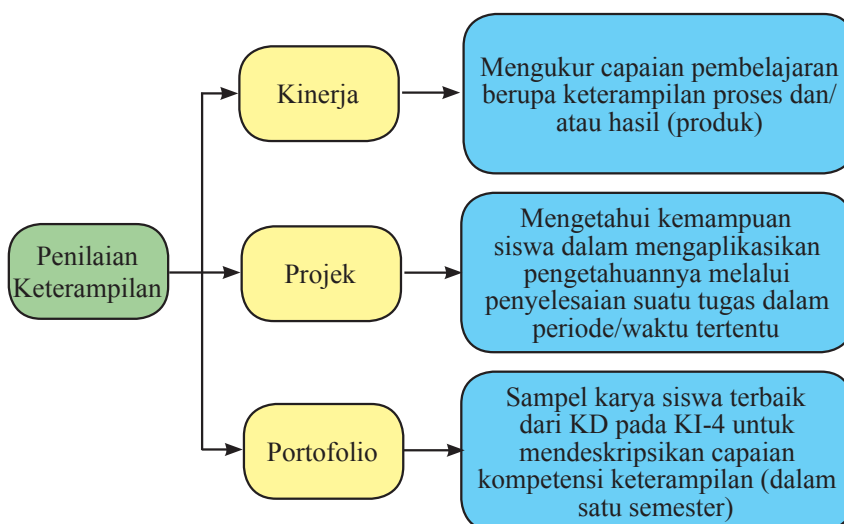 Penilaian
Keterampilan
Kinerja
Mengukur capaian pembelajaran
berupa keterampilan proses dan/
atau hasil (produk)
Projek
Mengetahui kemampuan
siswa dalam mengaplikasikan
pengetahuannya melalui
penyelesaian suatu tugas dalam
periode/waktu tertentu
Portofolio
Sampel karya siswa terbaik
dari KD pada KI-4 untuk
mendeskripsikan capaian
kompetensi keterampilan (dalam
satu semester)